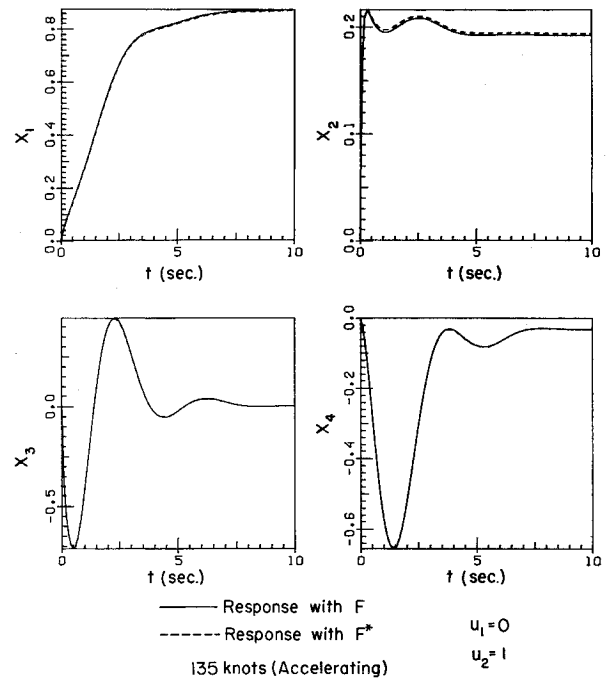 X₁
0.8
0.6
0.4
0.2
0.0
0 5 10
t (sec.)
X₂
0.2
0.1
0.0
0 5 10
t (sec.)
X₃
0.0
-0.5
0 5 10
t (sec.)
X₄
0.0
-0.2
-0.4
-0.6
0 5 10
t (sec.)
Response with F
Response with F*
135 knots (Accelerating)
u₁=0
u₂=1